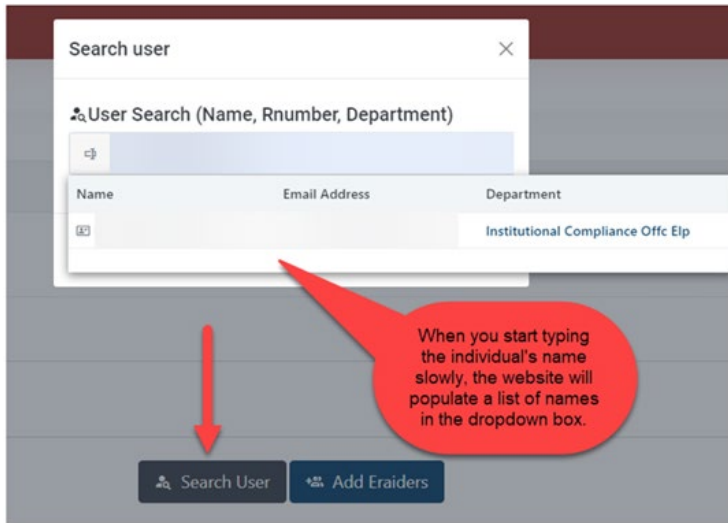 Search user
User Search (Name, Rnumber, Department)
Name Email Address Department
Institutional Compliance Offc Elp
When you start typing
the individual's name
slowly, the website will
populate a list of names
in the dropdown box.
Search User Add Eraiders